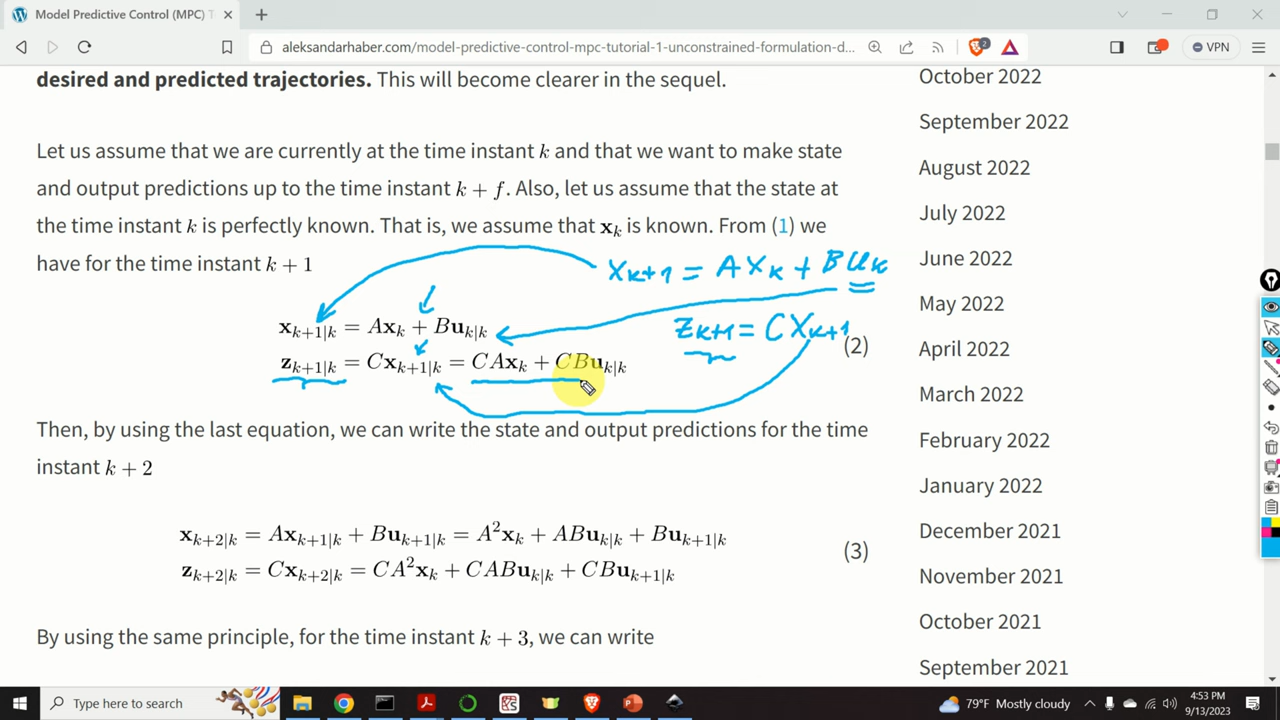 Model Predictive Control (MPC) T
aleksandarhaber.com/model-predictive-control-mpc-tutorial-1-unconstrained-formulation-d...
2
VPN
desired and predicted trajectories. This will become clearer in the sequel.
Let us assume that we are currently at the time instant k and that we want to make state
and output predictions up to the time instant k + f. Also, let us assume that the state at
the time instant k is perfectly known. That is, we assume that x_k is known. From (1) we
have for the time instant k + 1
x_{k+1} = A x_k + B u_k
x_{k+1|k} = Ax_k + Bu_{k|k}
z_{k+1} = C x_{k+1}
(2)
z_{k+1|k} = Cx_{k+1|k} = CAx_k + CBu_{k|k}
Then, by using the last equation, we can write the state and output predictions for the time
instant k + 2
x_{k+2|k} = Ax_{k+1|k} + Bu_{k+1|k} = A²x_k + ABu_{k|k} + Bu_{k+1|k}
(3)
z_{k+2|k} = Cx_{k+2|k} = CA²x_k + CABu_{k|k} + CBu_{k+1|k}
By using the same principle, for the time instant k + 3, we can write
October 2022
September 2022
August 2022
July 2022
June 2022
May 2022
April 2022
March 2022
February 2022
January 2022
December 2021
November 2021
October 2021
September 2021
Type here to search
79°F Mostly cloudy
4:53 PM
9/13/2023